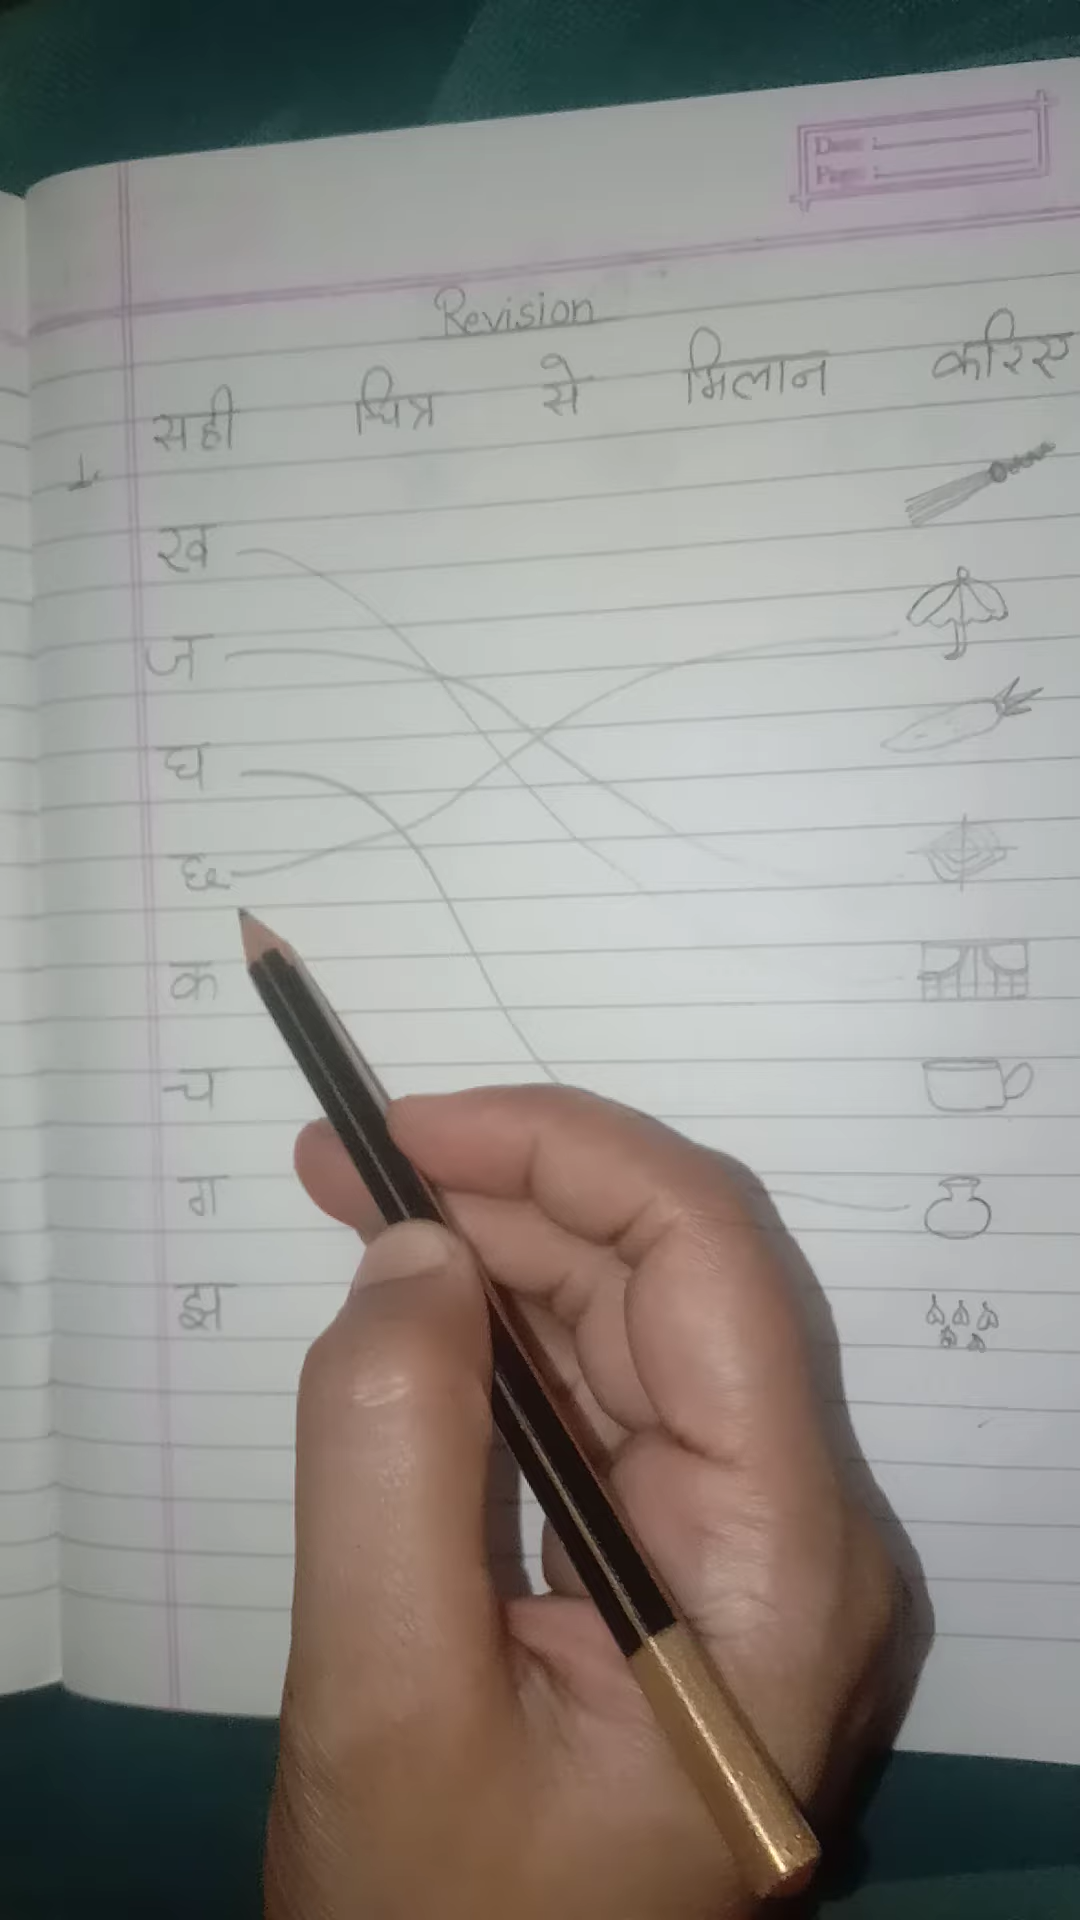 Date :
Page :
Revision
सही चित्र से मिलान करिए
1.
ख
ज
घ
छ
क
च
ग
झ